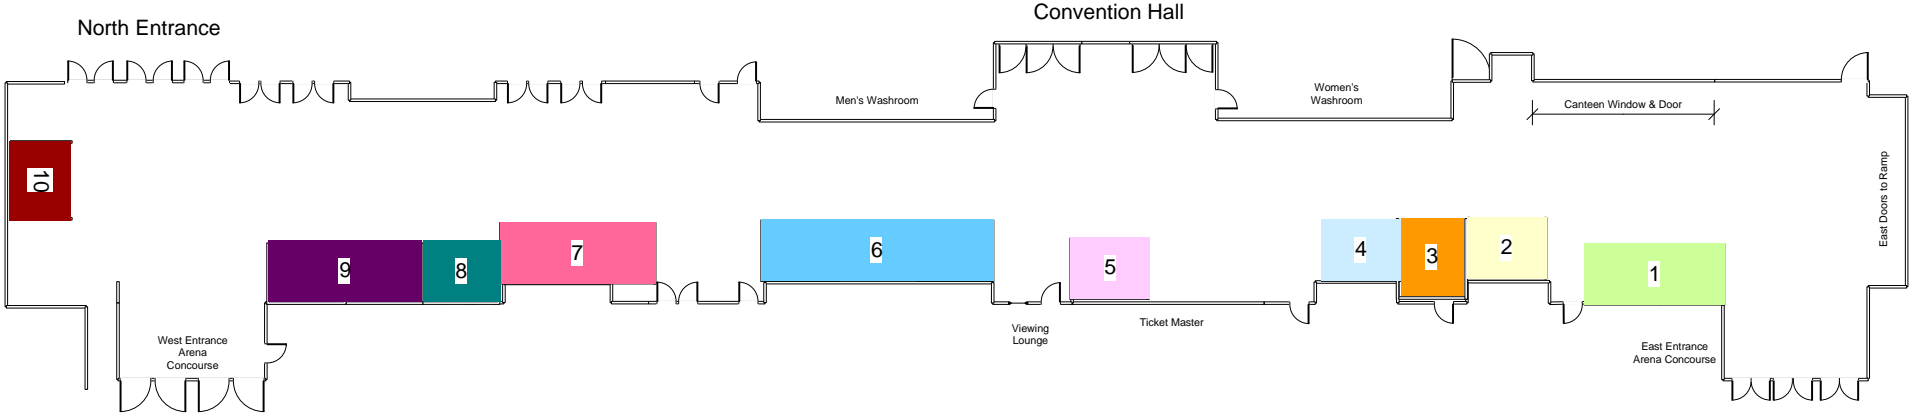 Convention Hall
North Entrance
Men's Washroom
Women's
Washroom
Canteen Window & Door
East Doors to Ramp
10
9
8
7
6
5
4
3
2
1
West Entrance
Arena
Concourse
Viewing
Lounge
Ticket Master
East Entrance
Arena Concourse